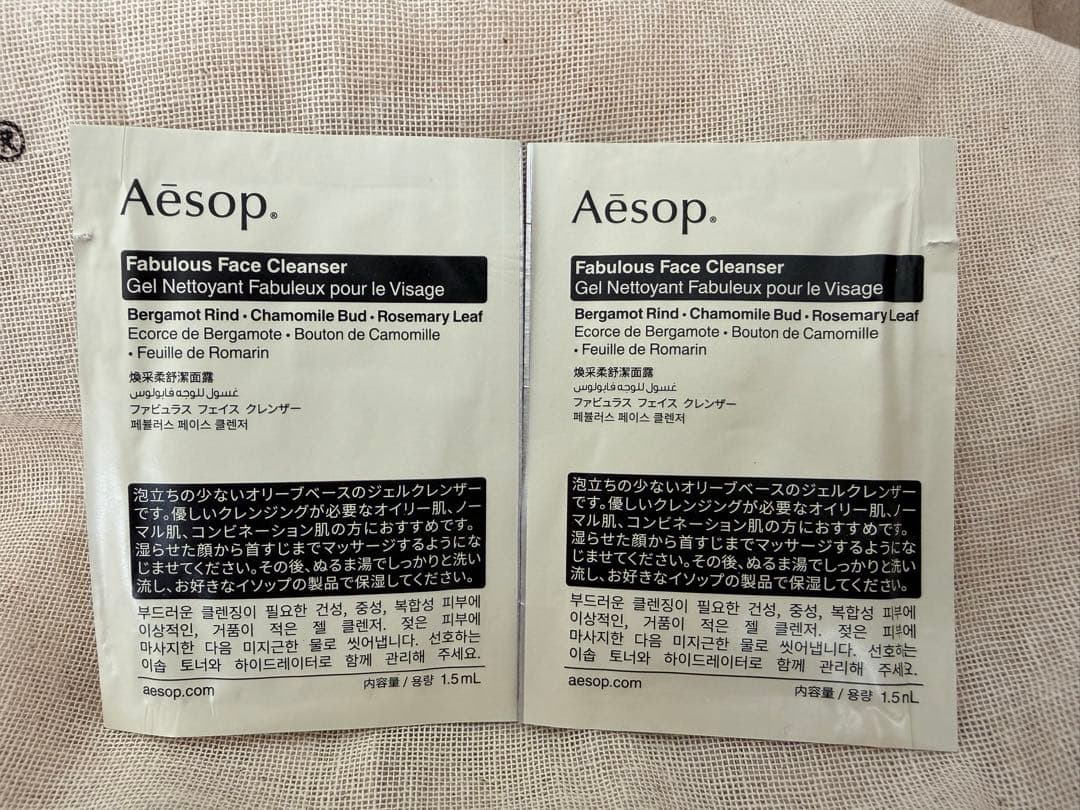 ®
Aēsop®
Fabulous Face Cleanser
Gel Nettoyant Fabuleux pour le Visage
Bergamot Rind • Chamomile Bud • Rosemary Leaf
Ecorce de Bergamote • Bouton de Camomille
• Feuille de Romarin
煥采柔舒潔面露
غسول للوجه فابولوس
ファビュラス フェイス クレンザー
페뷸러스 페이스 클렌저
泡立ちの少ないオリーブベースのジェルクレンザー
です。優しいクレンジングが必要なオイリー肌、ノー
マル肌、コンビネーション肌の方におすすめです。
湿らせた顔から首すじまでマッサージするようにな
じませてください。その後、ぬるま湯でしっかりと洗い
流し、お好きなイソップの製品で保湿してください。
부드러운 클렌징이 필요한 건성, 중성, 복합성 피부에
이상적인, 거품이 적은 젤 클렌저. 젖은 피부에
마사지한 다음 미지근한 물로 씻어냅니다. 선호하는
이솝 토너와 하이드레이터로 함께 관리해 주세요.
aesop.com
内容量 / 용량 1.5 mL
Aēsop®
Fabulous Face Cleanser
Gel Nettoyant Fabuleux pour le Visage
Bergamot Rind • Chamomile Bud • Rosemary Leaf
Ecorce de Bergamote • Bouton de Camomille
• Feuille de Romarin
煥采柔舒潔面露
غسول للوجه فابولوس
ファビュラス フェイス クレンザー
페뷸러스 페이스 클렌저
泡立ちの少ないオリーブベースのジェルクレンザー
です。優しいクレンジングが必要なオイリー肌、ノー
マル肌、コンビネーション肌の方におすすめです。
湿らせた顔から首すじまでマッサージするようにな
じませてください。その後、ぬるま湯でしっかりと洗い
流し、お好きなイソップの製品で保湿してください。
부드러운 클렌징이 필요한 건성, 중성, 복합성 피부에
이상적인, 거품이 적은 젤 클렌저. 젖은 피부에
마사지한 다음 미지근한 물로 씻어냅니다. 선호하는
이솝 토너와 하이드레이터로 함께 관리해 주세요.
aesop.com
内容量 / 용량 1.5 mL